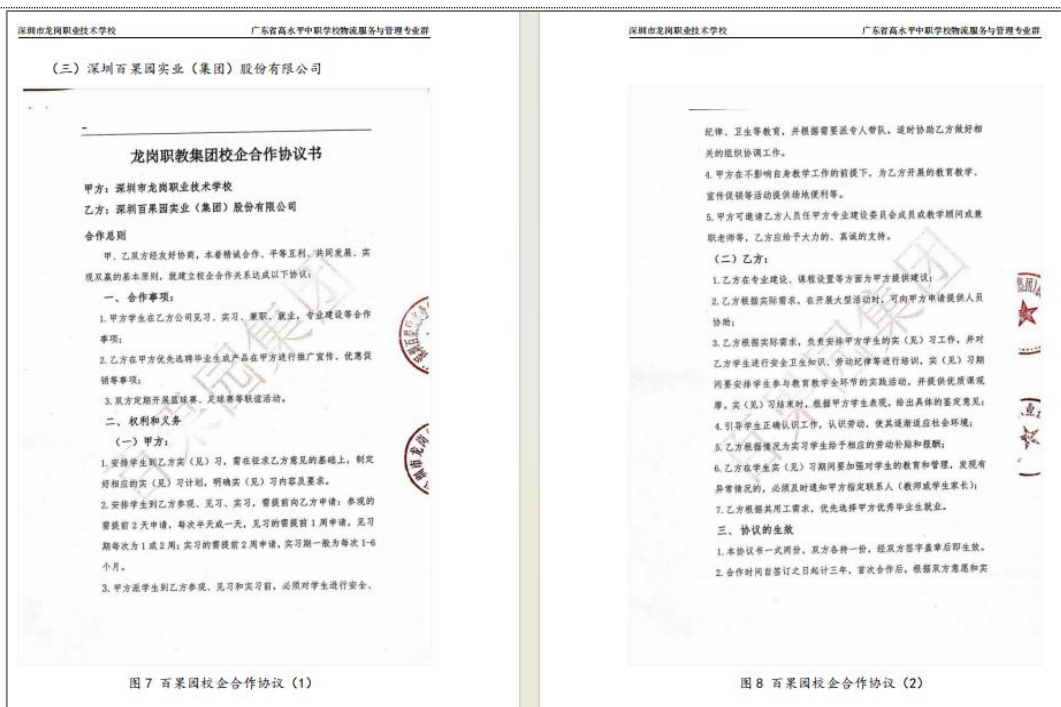 深圳市龙岗职业技术学校 广东省高水平中职学校物流服务与管理专业群
（三）深圳百果园实业（集团）股份有限公司
龙岗职教集团校企合作协议书
甲方：深圳市龙岗职业技术学校
乙方：深圳百果园实业（集团）股份有限公司
合作总则
甲、乙双方经友好协商，本着精诚合作、平等互利、共同发展、实
现双赢的基本原则，就建立校企合作关系达成以下协议：
一、合作事项：
1.甲方学生在乙方公司见习、实习、兼职、就业，专业建设等合作
事项；
2.乙方在甲方优先选聘毕业生或产品在甲方进行推广宣传、优惠促
销等事项；
3.双方定期开展篮球赛、足球赛等联谊活动。
二、权利和义务
（一）甲方：
1.安排学生到乙方实（见）习，需在征求乙方意见的基础上，制定
好相应的实（见）习计划，明确实（见）习内容及要求。
2.安排学生到乙方参观、见习、实习，需提前向乙方申请：参观的
需提前2天申请，每次半天或一天，见习的需提前1周申请，见习
期每次为1或2周；实习的需提前2周申请，实习期一般为每次1-6
个月。
3.甲方派学生到乙方参观、见习和实习前，必须对学生进行安全、
百果园集团
图7 百果园校企合作协议（1）
深圳市龙岗职业技术学校 广东省高水平中职学校物流服务与管理专业群
纪律、卫生等教育，并根据需要派专人带队，适时协助乙方做好相
关的组织协调工作。
4.甲方在不影响自身教学工作的前提下，为乙方开展的教育教学、
宣传促销等活动提供场地便利等。
5.甲方可邀请乙方人员任甲方专业建设委员会成员或教学顾问或兼
职老师等，乙方应给予大力的、真诚的支持。
（二）乙方：
1.乙方在专业建设、课程设置等方面为甲方提供建议；
2.乙方根据实际需求，在开展大型活动时，可向甲方申请提供人员
协助；
3.乙方根据实际需求，负责安排甲方学生的实（见）习工作，并对
乙方学生进行安全卫生知识、劳动纪律等进行培训，实（见）习期
间要安排学生参与教育教学全环节的实践活动，并提供优质课观
摩。实（见）习结束时，根据甲方学生表现，给出具体的鉴定意见；
4.引导学生正确认识工作，认识劳动，使其逐渐适应社会环境；
5.乙方根据情况为实习学生给予相应的劳动补贴和报酬；
6.乙方在学生实（见）习期间要加强对学生的教育和管理，发现有
异常情况的，必须及时通知甲方指定联系人（教师或学生家长）；
7.乙方根据其用工需求，优先选择甲方优秀毕业生就业。
三、协议的生效
1.本协议书一式两份，双方各持一份，经双方签字盖章后即生效。
2.合作时间自签订之日起计三年，首次合作后，根据双方意愿和实
百果园集团
图8 百果园校企合作协议（2）